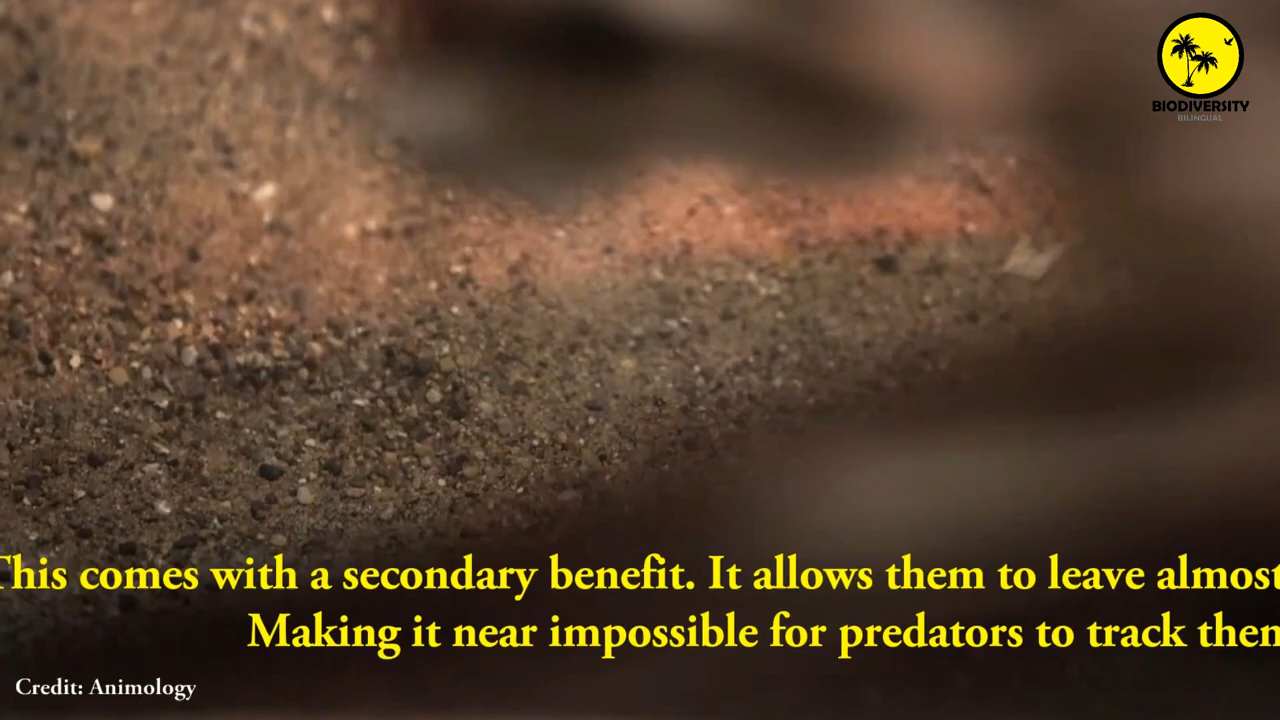 BIODIVERSITY
BILINGUAL
This comes with a secondary benefit. It allows them to leave almost
Making it near impossible for predators to track them
Credit: Animology